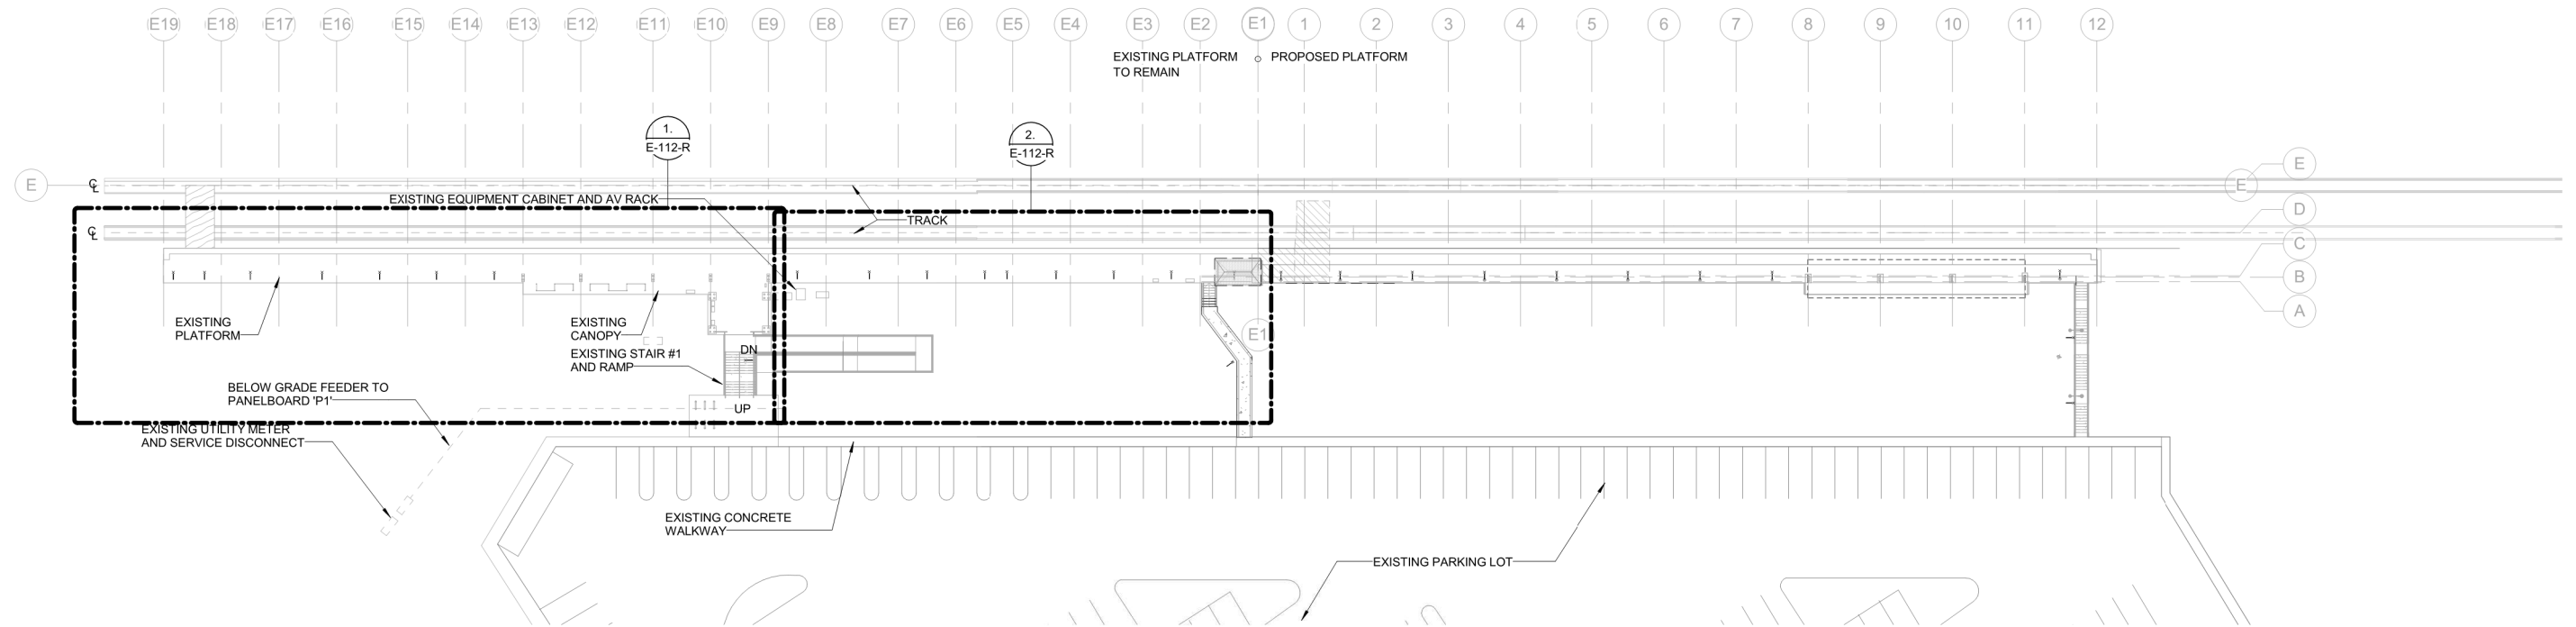 E19 E18 E17 E16 E15 E14 E13 E12 E11 E10 E9 E8 E7 E6 E5 E4 E3 E2 E1 1 2 3 4 5 6 7 8 9 10 11 12
EXISTING PLATFORM
TO REMAIN
PROPOSED PLATFORM
1.
E-112-R
2.
E-112-R
E
E
E
D
C
B
A
CL
CL
EXISTING EQUIPMENT CABINET AND AV RACK
TRACK
EXISTING
PLATFORM
EXISTING
CANOPY
EXISTING STAIR #1
AND RAMP
DN
UP
E1
BELOW GRADE FEEDER TO
PANELBOARD 'P1'
EXISTING UTILITY METER
AND SERVICE DISCONNECT
EXISTING CONCRETE
WALKWAY
EXISTING PARKING LOT